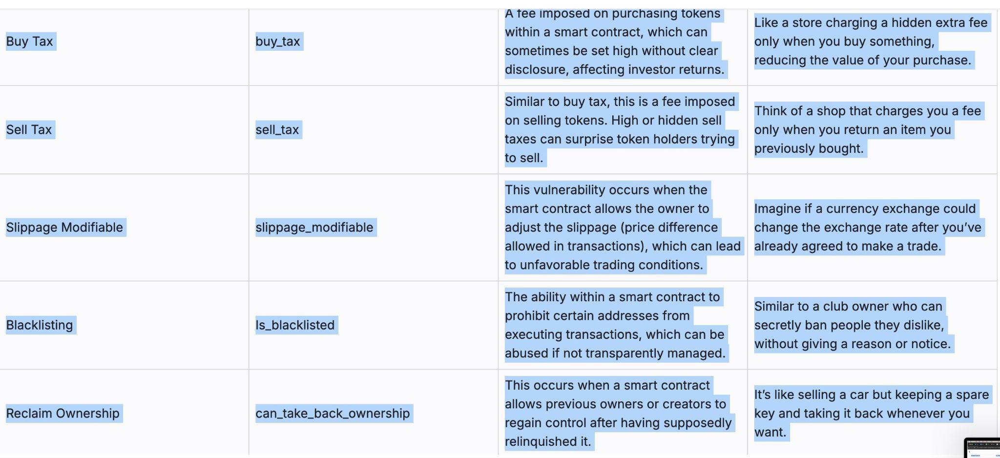 Buy Tax
buy_tax
A fee imposed on purchasing tokens
within a smart contract, which can
sometimes be set high without clear
disclosure, affecting investor returns.
Like a store charging a hidden extra fee
only when you buy something,
reducing the value of your purchase.
Sell Tax
sell_tax
Similar to buy tax, this is a fee imposed
on selling tokens. High or hidden sell
taxes can surprise token holders trying
to sell.
Think of a shop that charges you a fee
only when you return an item you
previously bought.
Slippage Modifiable
slippage_modifiable
This vulnerability occurs when the
smart contract allows the owner to
adjust the slippage (price difference
allowed in transactions), which can lead
to unfavorable trading conditions.
Imagine if a currency exchange could
change the exchange rate after you’ve
already agreed to make a trade.
Blacklisting
Is_blacklisted
The ability within a smart contract to
prohibit certain addresses from
executing transactions, which can be
abused if not transparently managed.
Similar to a club owner who can
secretly ban people they dislike,
without giving a reason or notice.
Reclaim Ownership
can_take_back_ownership
This occurs when a smart contract
allows previous owners or creators to
regain control after having supposedly
relinquished it.
It’s like selling a car but keeping a spare
key and taking it back whenever you
want.